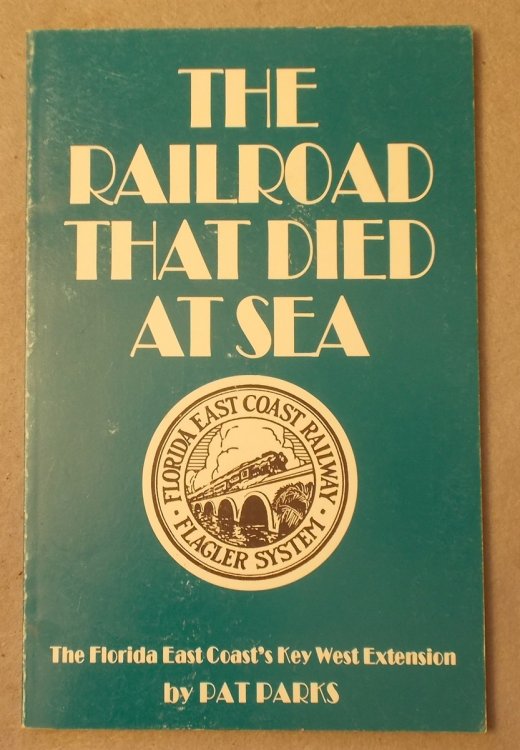 THE
RAILROAD
THAT DIED
AT SEA
FLORIDA EAST COAST RAILWAY
· FLAGLER SYSTEM ·
The Florida East Coast's Key West Extension
by PAT PARKS